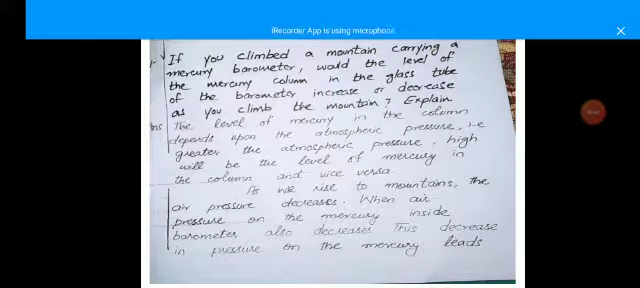 iRecorder App is using microphone
If you climbed a mountain carrying a
mercury barometer, would the level of
the mercury column in the glass tube
of the barometer increase or decrease
as you climb the mountain? Explain.
Ans The level of mercury in the column
depends upon the atmospheric pressure, i.e
greater the atmospheric pressure, high
will be the level of mercury in
the column and vice versa.
As we rise to mountains, the
air pressure decreases. When air
pressure on the mercury inside
barometer also decreases This decrease
in pressure on the mercury leads